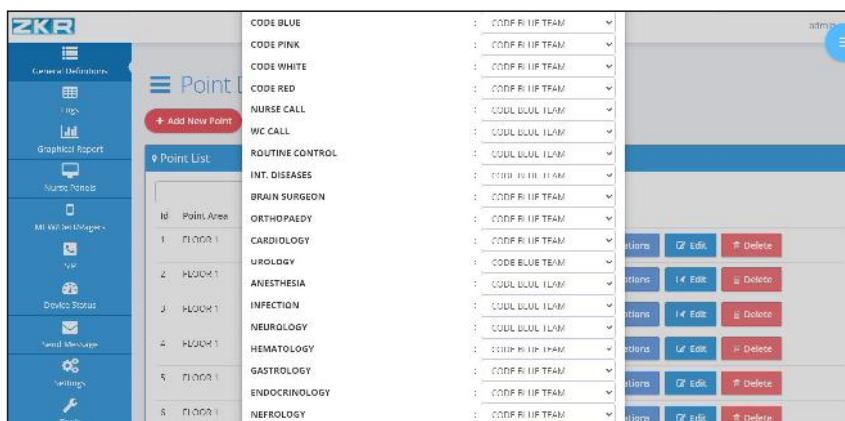 ZKR
General Definitions
Logs
Graphical Report
Nurse Panels
SIP
Device Status
Send Message
Settings
Point
+ Add New Point
Point List
Id Point Area
1 FLOOR 1 Edit Delete
2 FLOOR 1 Edit Delete
3 FLOOR 1 Edit Delete
4 FLOOR 1 Edit Delete
5 FLOOR 1 Edit Delete
6 FLOOR 1 Edit Delete
CODE BLUE : CODE BLUE TEAM
CODE PINK : CODE BLUE TEAM
CODE WHITE : CODE BLUE TEAM
CODE RED : CODE BLUE TEAM
NURSE CALL : CODE BLUE TEAM
WC CALL : CODE BLUE TEAM
ROUTINE CONTROL : CODE BLUE TEAM
INT. DISEASES : CODE BLUE TEAM
BRAIN SURGEON : CODE BLUE TEAM
ORTHOPAEDY : CODE BLUE TEAM
CARDIOLOGY : CODE BLUE TEAM
UROLOGY : CODE BLUE TEAM
ANESTHESIA : CODE BLUE TEAM
INFECTION : CODE BLUE TEAM
NEUROLOGY : CODE BLUE TEAM
HEMATOLOGY : CODE BLUE TEAM
GASTROLOGY : CODE BLUE TEAM
ENDOCRINOLOGY : CODE BLUE TEAM
NEFROLOGY : CODE BLUE TEAM